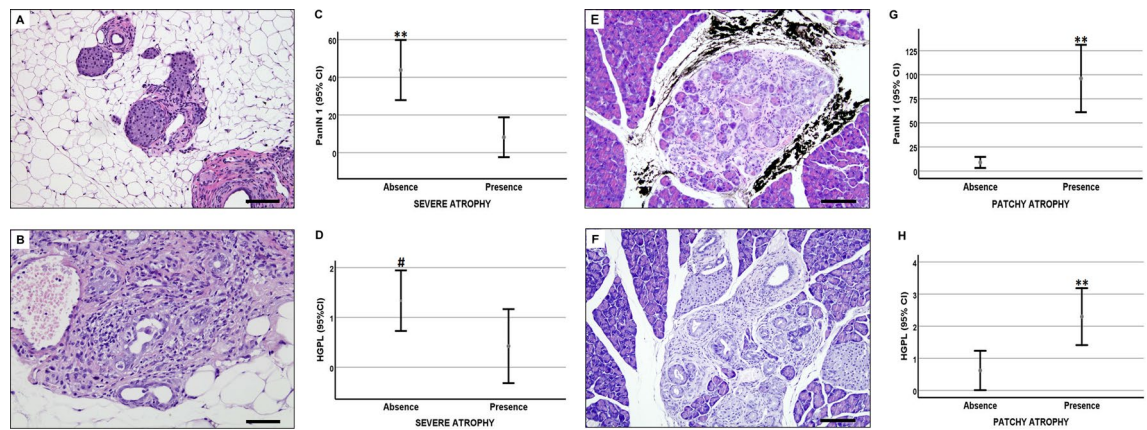 A
C
PanIN 1 (95% CI)
60
40
20
0
**
Absence
Presence
SEVERE ATROPHY
E
G
PanIN 1 (95% CI)
125
100
75
50
25
0
**
Absence
Presence
PATCHY ATROPHY
B
D
HGPL (95%CI)
2
1
0
#
Absence
Presence
SEVERE ATROPHY
F
H
HGPL (95% CI)
4
3
2
1
0
**
Absence
Presence
PATCHY ATROPHY